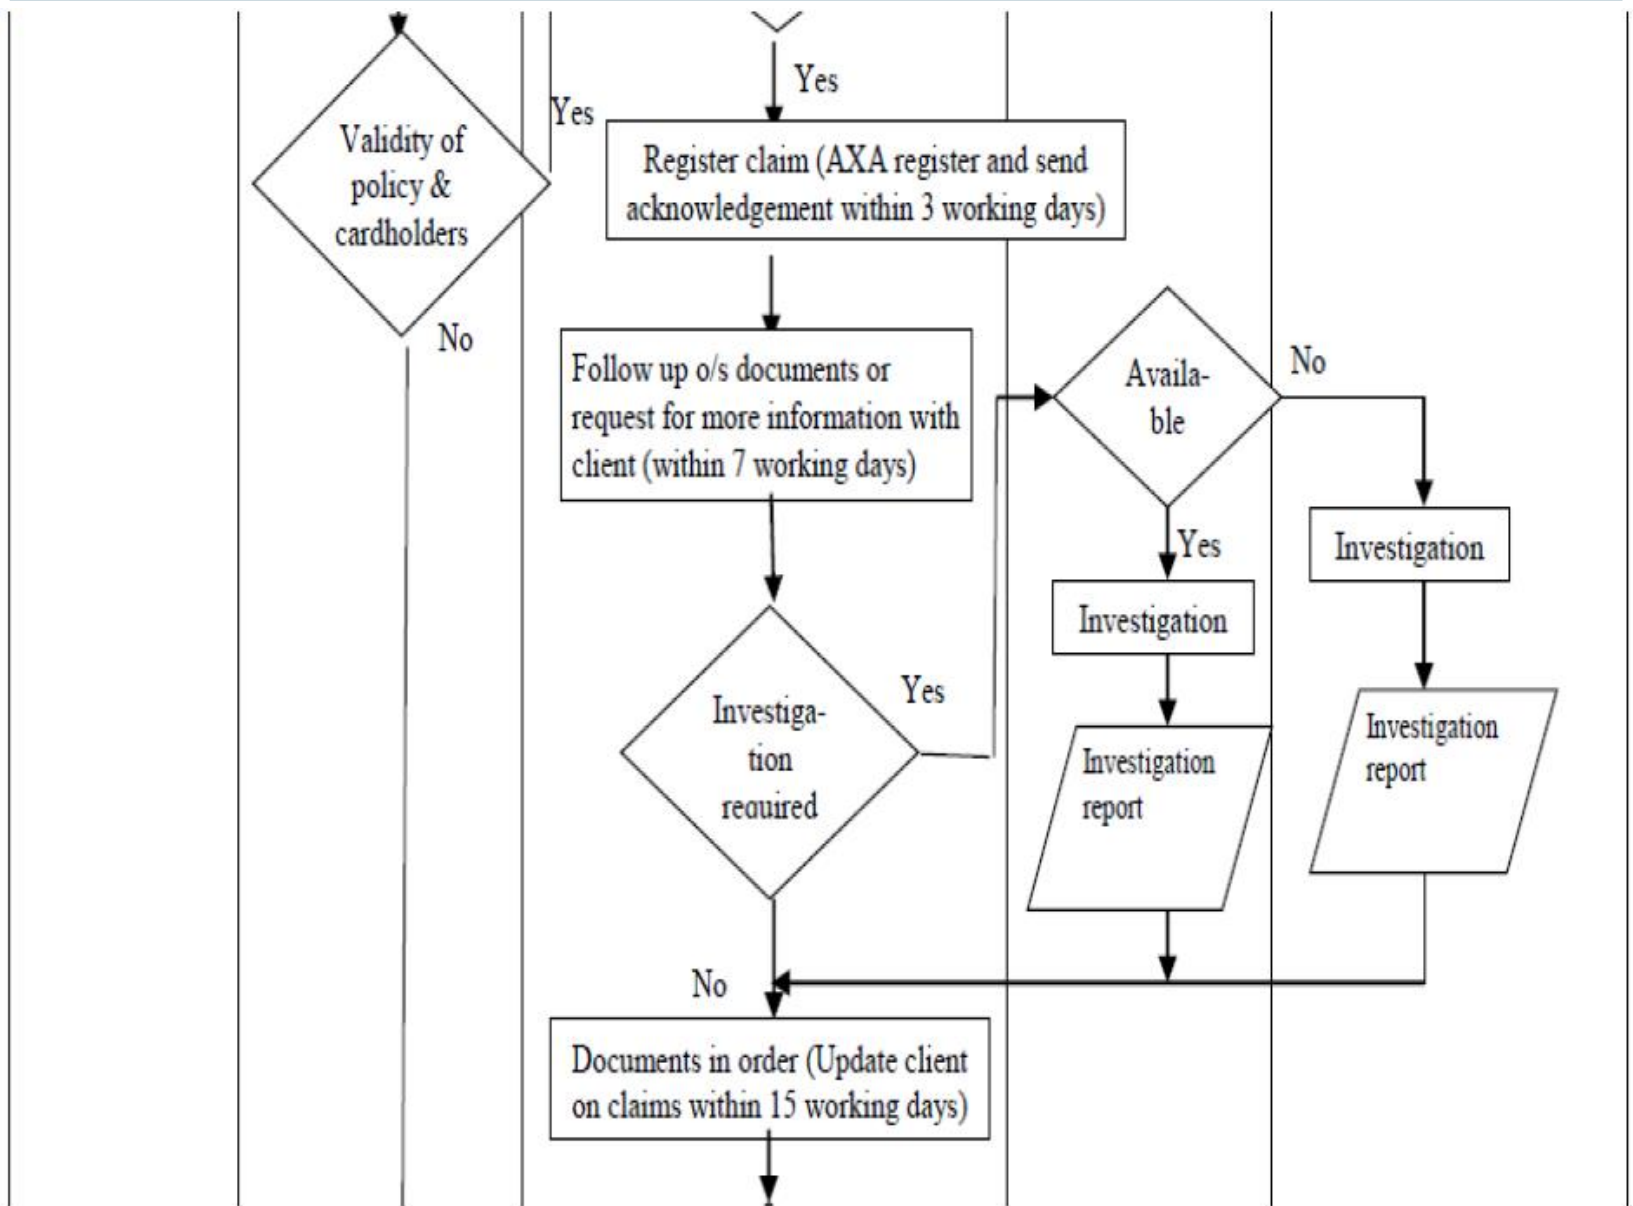 Yes
Yes
Validity of
policy &
cardholders
Register claim (AXA register and send
acknowledgement within 3 working days)
No
Follow up o/s documents or
request for more information with
client (within 7 working days)
Availa-
ble
No
Yes
Investigation
Investigation
Yes
Investiga-
tion
required
Investigation
report
Investigation
report
No
Documents in order (Update client
on claims within 15 working days)